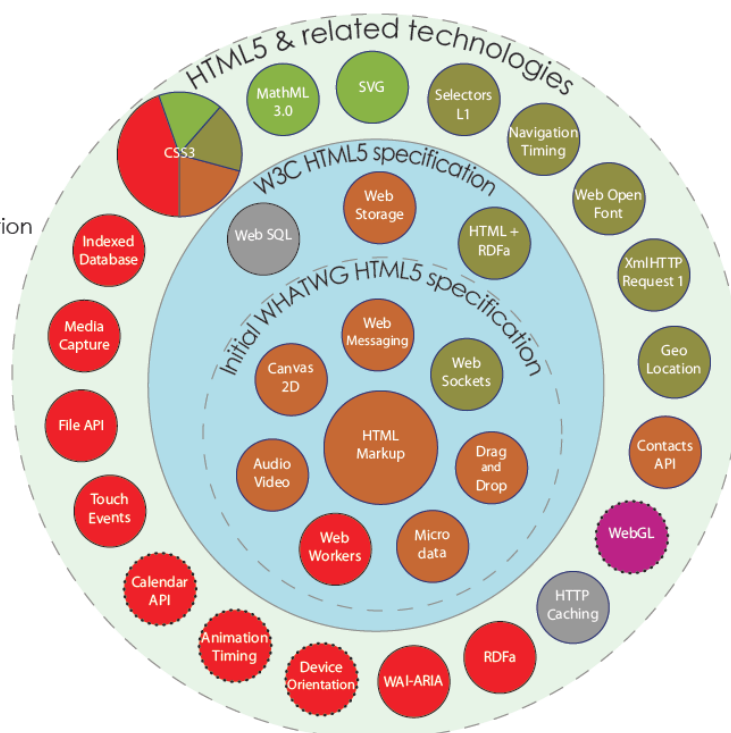 HTML5 & related technologies
MathML
3.0
SVG
Selectors
L1
Navigation
Timing
CSS3
W3C HTML5 specification
Web
Storage
Web Open
Font
tion
Web SQL
HTML +
RDFa
Indexed
Database
XmlHTTP
Request 1
Initial WHATWG HTML5 specification
Media
Capture
Web
Messaging
Geo
Location
Canvas
2D
Web
Sockets
File API
HTML
Markup
Contacts
API
Audio
Video
Drag
and
Drop
Touch
Events
Web
Workers
Micro
data
WebGL
Calendar
API
HTTP
Caching
Animation
Timing
Device
Orientation
WAI-ARIA
RDFa